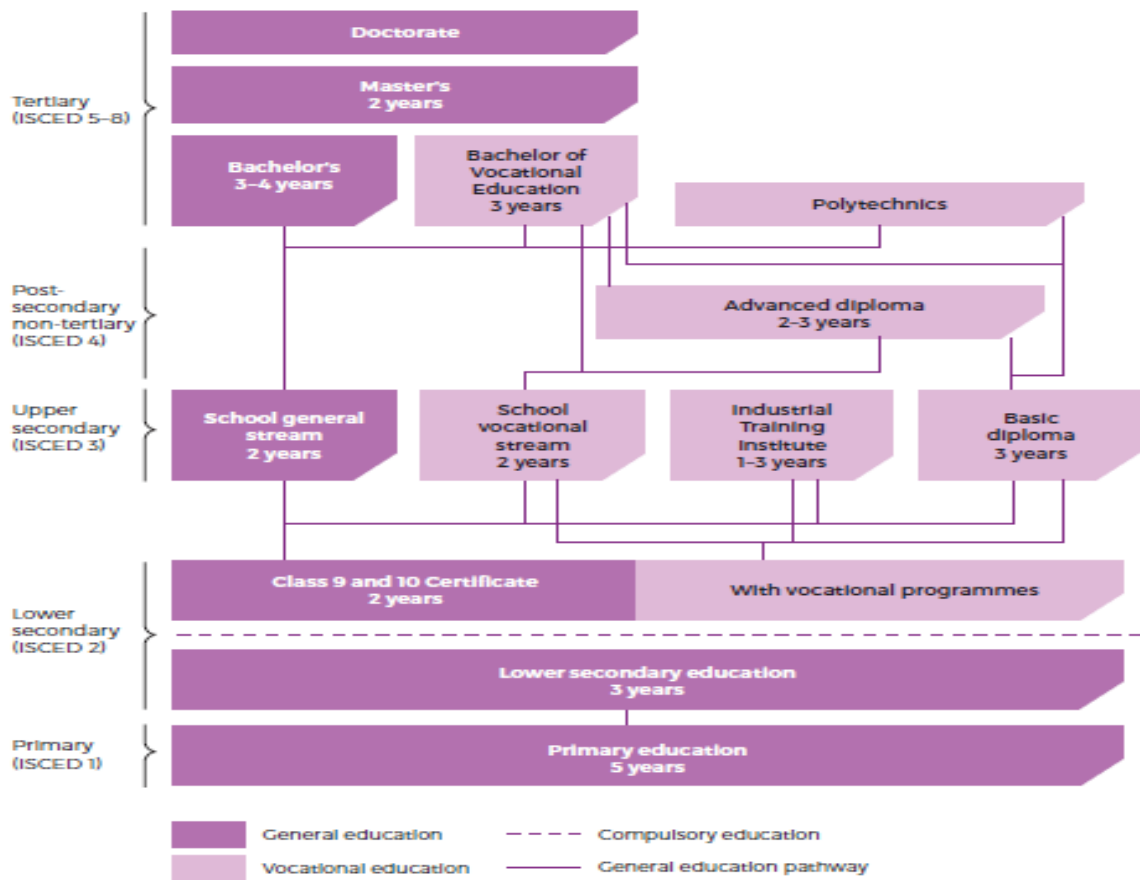 Doctorate
Master's
2 years
Tertiary
(ISCED 5–8)
Bachelor's
3–4 years
Bachelor of
Vocational
Education
3 years
Polytechnics
Post-
secondary
non-tertiary
(ISCED 4)
Advanced diploma
2–3 years
Upper
secondary
(ISCED 3)
School general
stream
2 years
School
vocational
stream
2 years
Industrial
Training
Institute
1–3 years
Basic
diploma
3 years
Lower
secondary
(ISCED 2)
Class 9 and 10 Certificate
2 years
With vocational programmes
Lower secondary education
3 years
Primary
(ISCED 1)
Primary education
5 years
General education
Compulsory education
Vocational education
General education pathway